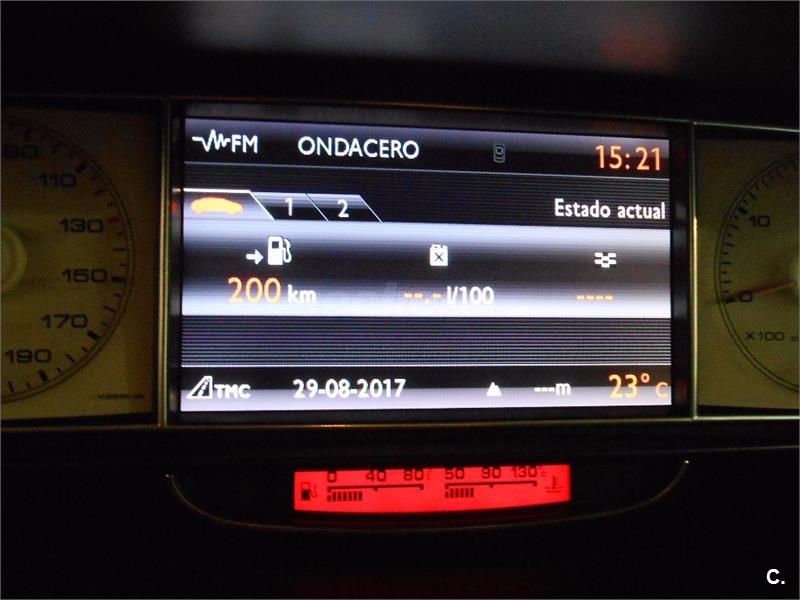 FM ONDACERO 15:21
1 2 Estado actual
200 km --.- l/100 ----
TMC 29-08-2017 ---m 23° C
110
130
150
170
190
10
0
X100
0 40 80 50 90 130
C.